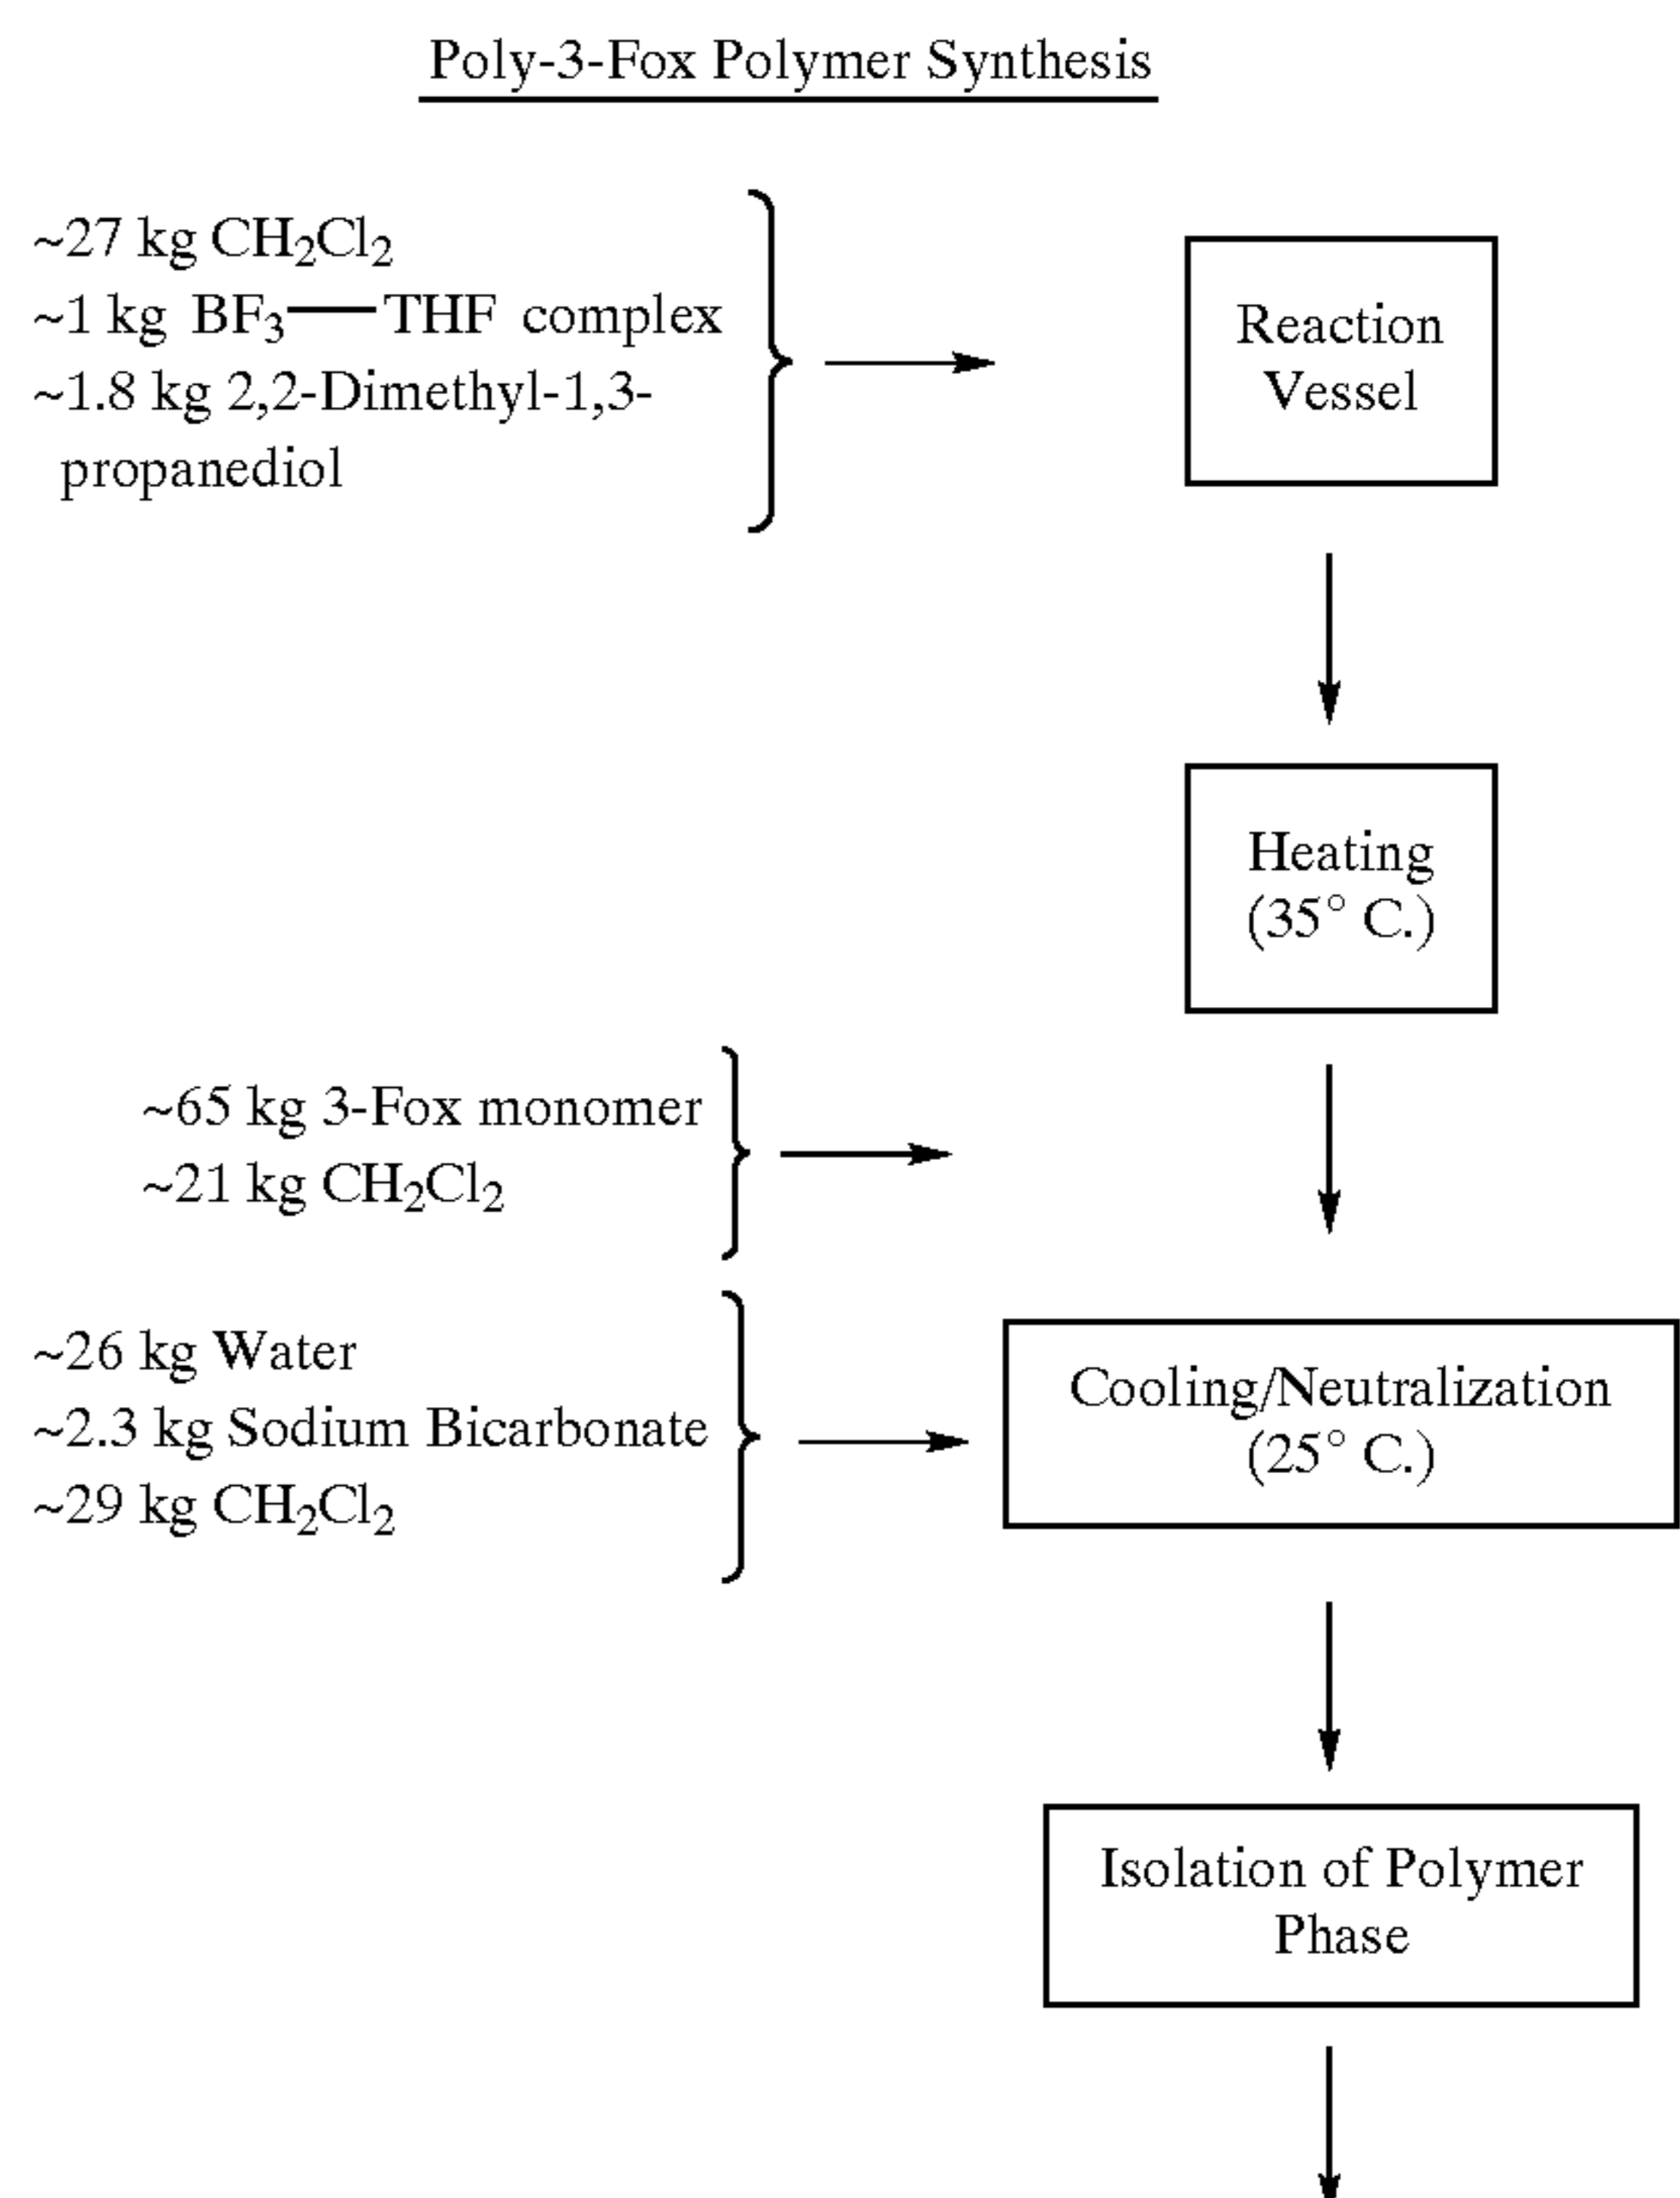 Poly-3-Fox Polymer Synthesis
~27 kg CH₂Cl₂
~1 kg BF₃—THF complex
~1.8 kg 2,2-Dimethyl-1,3-
propanediol
Reaction
Vessel
Heating
(35° C.)
~65 kg 3-Fox monomer
~21 kg CH₂Cl₂
~26 kg Water
~2.3 kg Sodium Bicarbonate
~29 kg CH₂Cl₂
Cooling/Neutralization
(25° C.)
Isolation of Polymer
Phase